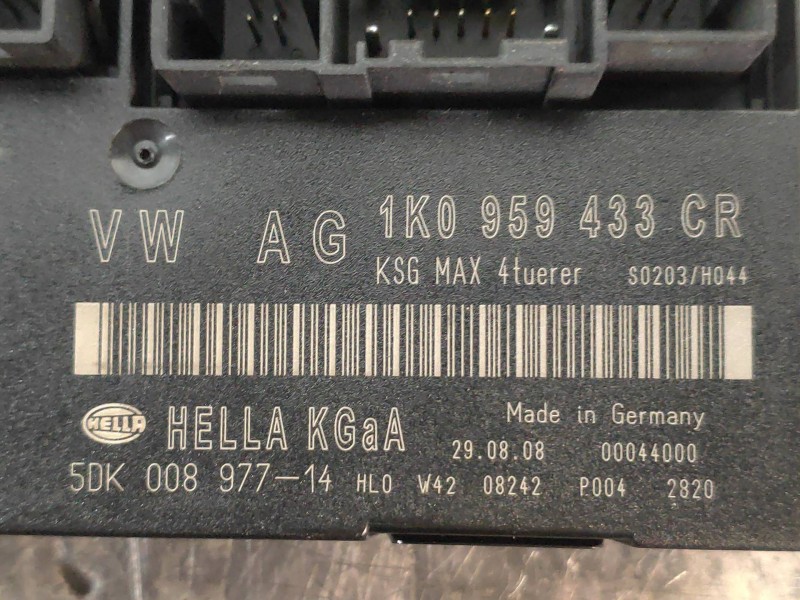 VW AG 1K0 959 433 CR
KSG MAX 4tuerer S0203/H044
HELLA HELLA KGaA Made in Germany
29.08.08 00044000
5DK 008 977-14 HL0 W42 08242 P004 2820